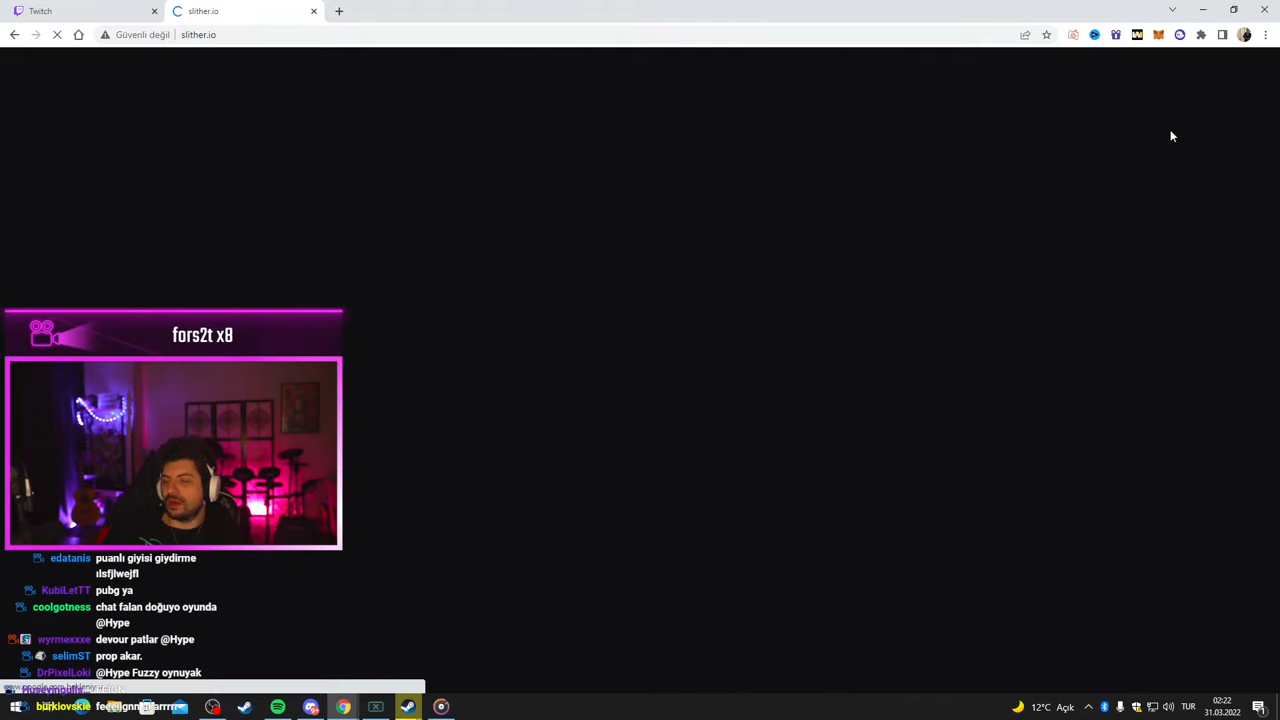 Twitch
slither.io
Güvenli değil
slither.io
fors2t x8
edatanis puanlı giyisi giydirme
ılsfjlwejfl
KubiLetTT pubg ya
coolgotness chat falan doğuyo oyunda
@Hype
wyrmexxxe devour patlar @Hype
selimST prop akar.
DrPixelLoki @Hype Fuzzy oynuyak
burklovskie
12°C Açık
TUR
02:22
31.03.2022